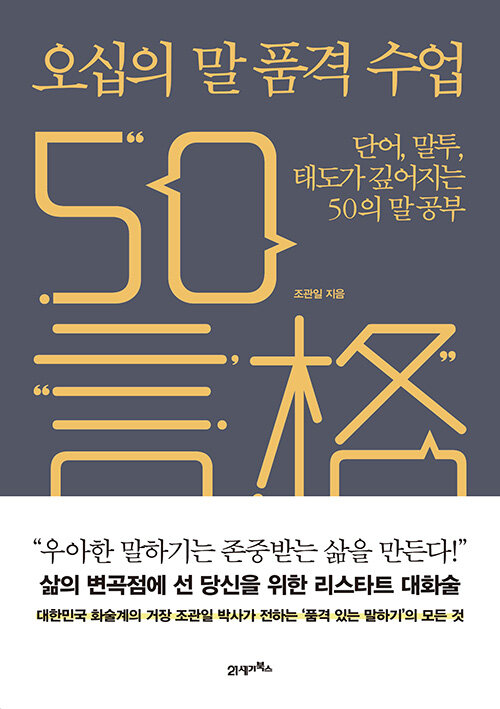 오십의 말 품격 수업
단어, 말투,
태도가 깊어지는
50의 말 공부
조관일 지음
50
言格
“우아한 말하기는 존중받는 삶을 만든다!”
삶의 변곡점에 선 당신을 위한 리스타트 대화술
대한민국 화술계의 거장 조관일 박사가 전하는 ‘품격 있는 말하기’의 모든 것
21세기북스